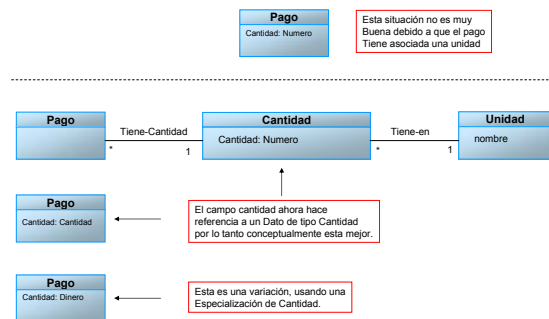 Pago
Cantidad: Numero
Esta situación no es muy
Buena debido a que el pago
Tiene asociada una unidad
Pago
Tiene-Cantidad
*
1
Cantidad
Cantidad: Numero
Tiene-en
*
1
Unidad
nombre
Pago
Cantidad: Cantidad
El campo cantidad ahora hace
referencia a un Dato de tipo Cantidad
por lo tanto conceptualmente esta mejor.
Pago
Cantidad: Dinero
Esta es una variación, usando una
Especialización de Cantidad.